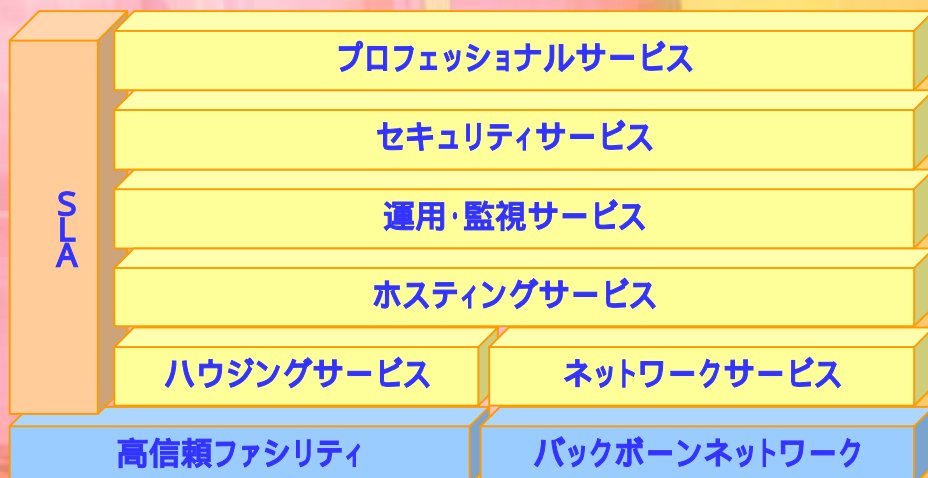 プロフェッショナルサービス
セキュリティサービス
運用・監視サービス
SLA
ホスティングサービス
ハウジングサービス
ネットワークサービス
高信頼ファシリティ
バックボーンネットワーク